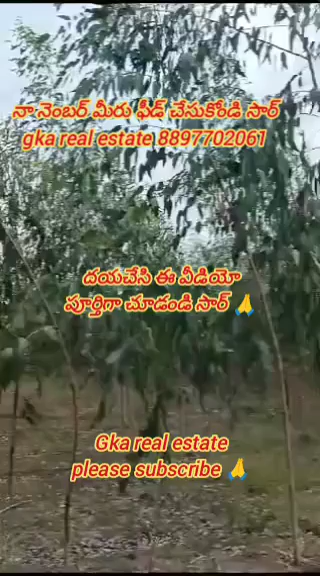 నా నెంబర్ మీరు ఫీడ్ చేసుకోండి సార్
gka real estate 8897702061
దయచేసి ఈ వీడియో
పూర్తిగా చూడండి సార్ 🙏
Gka real estate
please subscribe 🙏